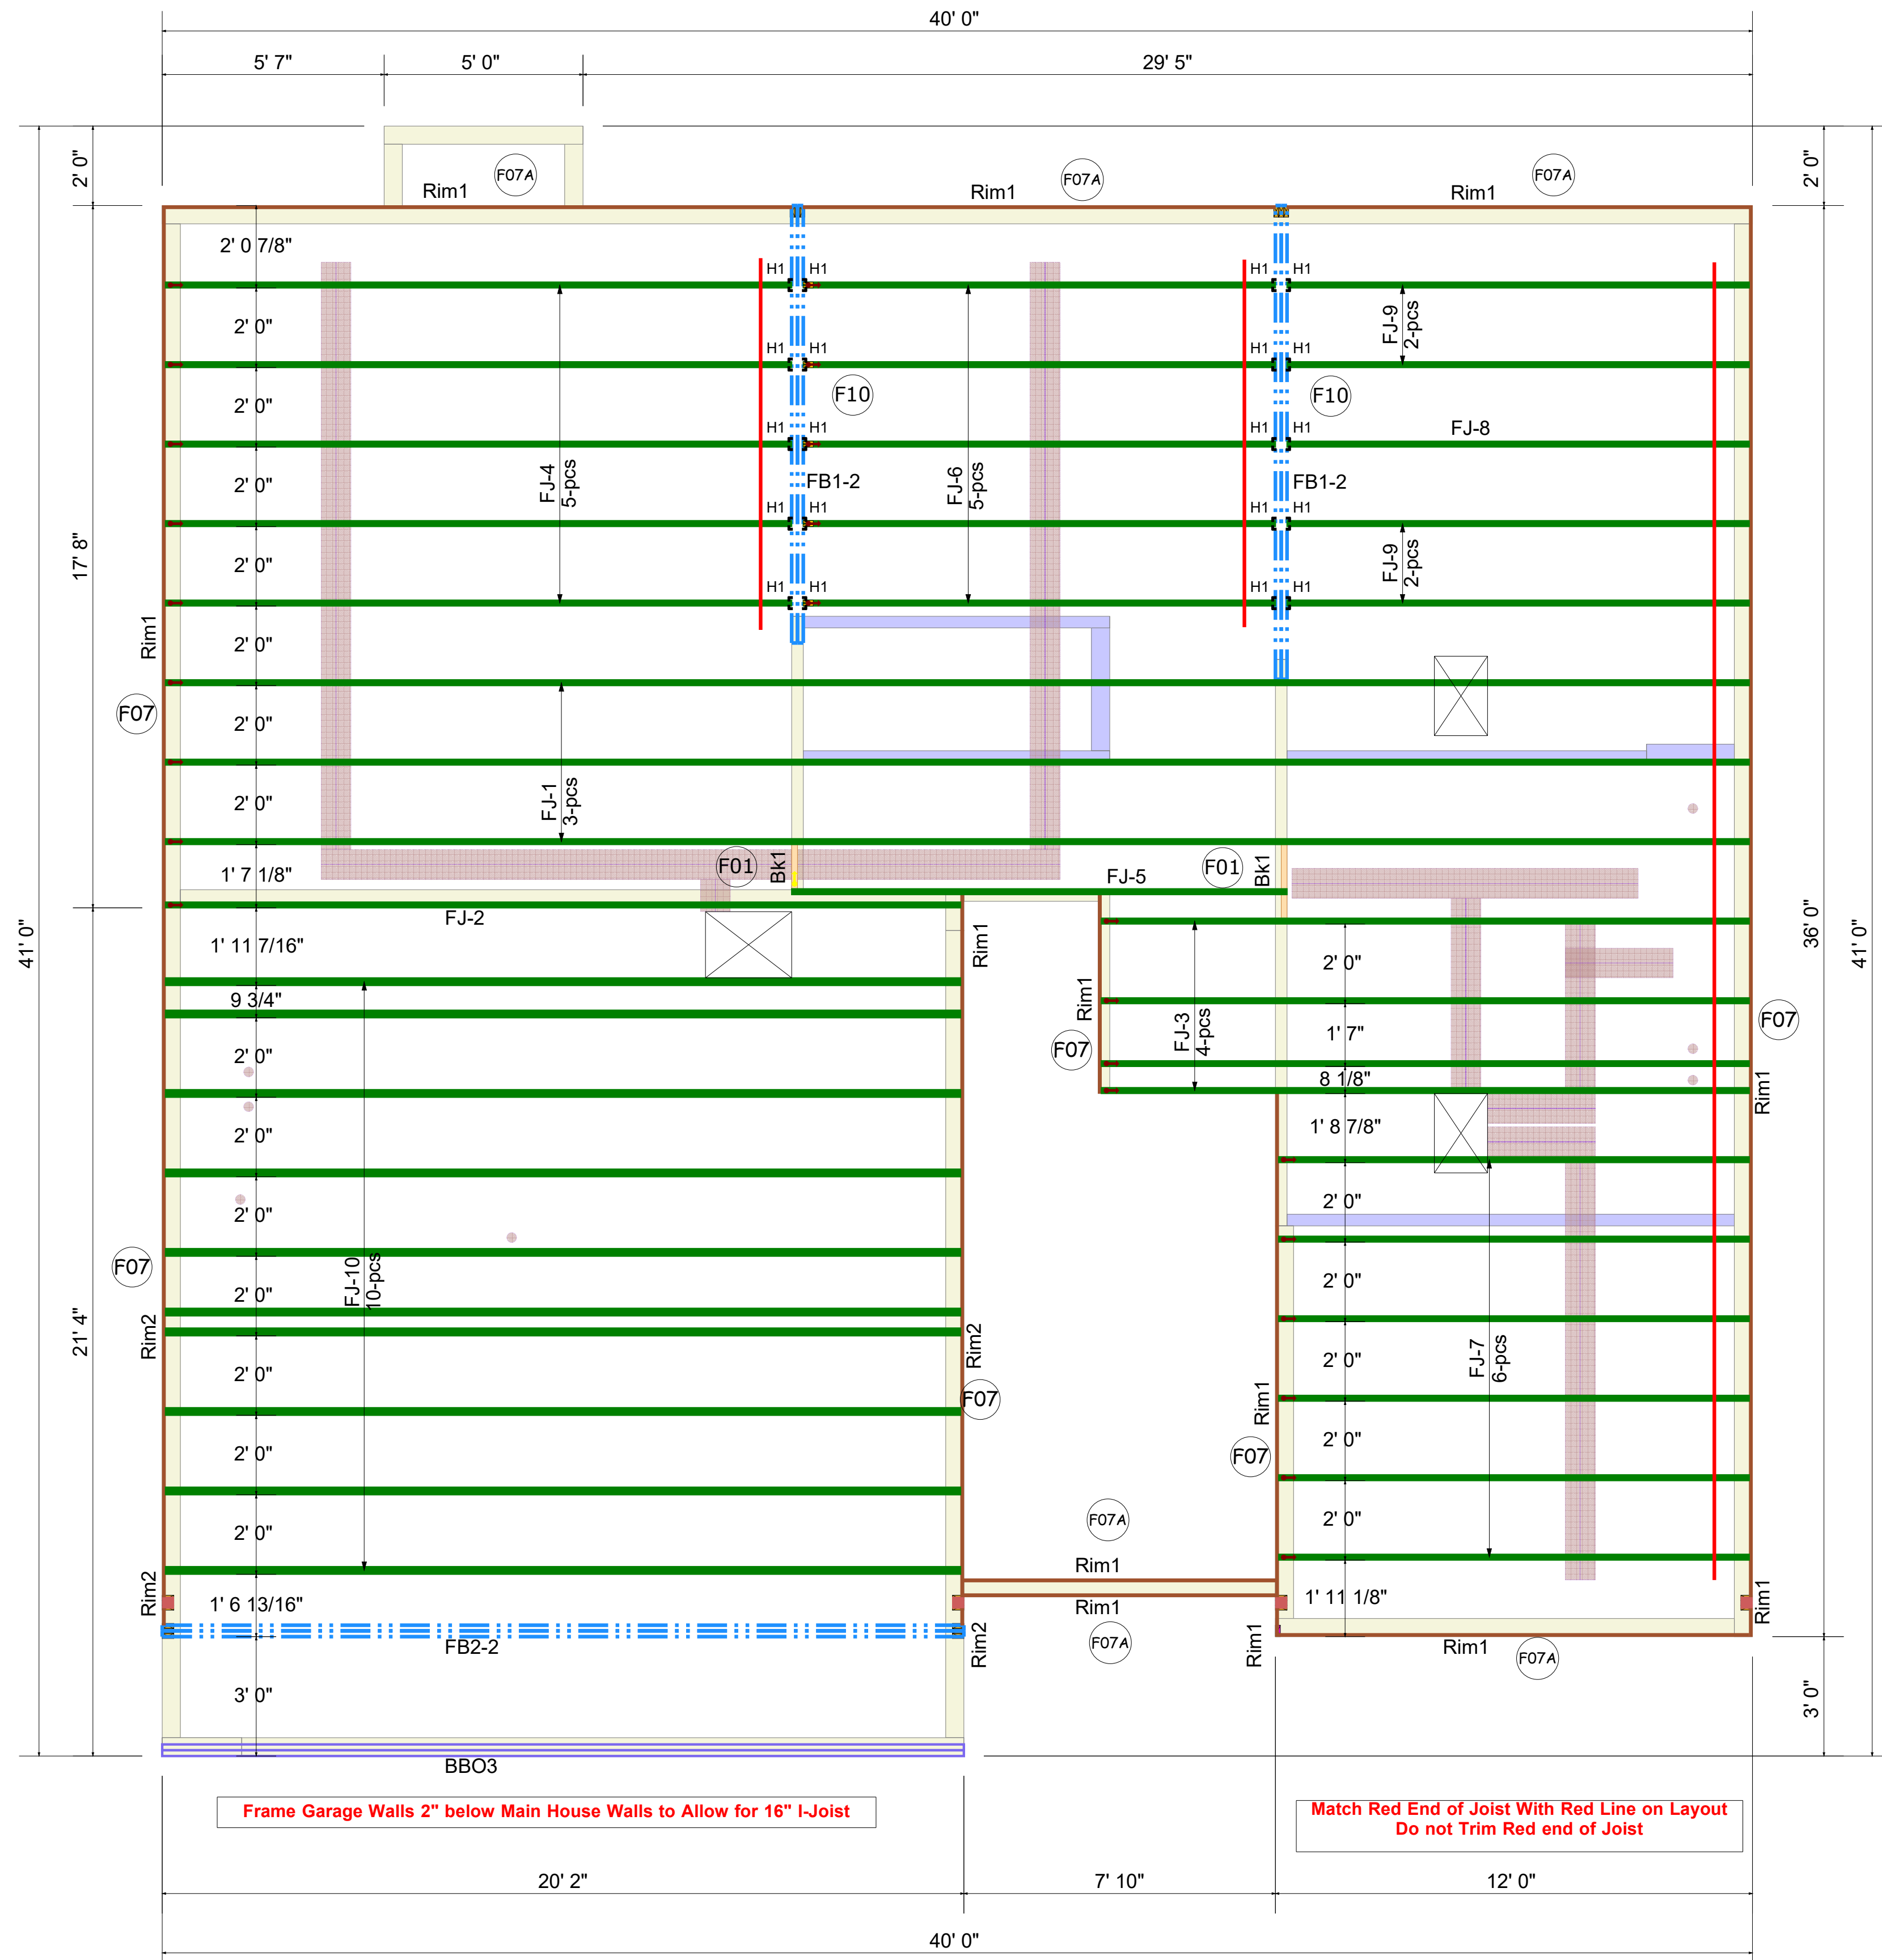 40' 0"
5' 7"
5' 0"
29' 5"
2' 0"
Rim1
F07A
Rim1
F07A
Rim1
F07A
2' 0"
2' 0 7/8"
H1
H1
H1
H1
2' 0"
FJ-9
2-pcs
H1
H1
H1
H1
2' 0"
F10
F10
H1
H1
H1
H1
FJ-8
2' 0"
FJ-4
5-pcs
FB1-2
FJ-6
5-pcs
FB1-2
17' 8"
H1
H1
H1
H1
2' 0"
FJ-9
2-pcs
H1
H1
H1
H1
Rim1
2' 0"
F07
2' 0"
2' 0"
FJ-1
3-pcs
1' 7 1/8"
F01
Bk1
FJ-5
F01
Bk1
FJ-2
41' 0"
36' 0"
41' 0"
1' 11 7/16"
Rim1
2' 0"
9 3/4"
Rim1
FJ-3
4-pcs
1' 7"
F07
F07
2' 0"
8 1/8"
Rim1
2' 0"
1' 8 7/8"
2' 0"
2' 0"
F07
FJ-10
10-pcs
2' 0"
2' 0"
21' 4"
Rim2
Rim2
FJ-7
6-pcs
2' 0"
2' 0"
F07
Rim1
2' 0"
2' 0"
F07
2' 0"
F07A
2' 0"
Rim1
Rim2
1' 6 13/16"
Rim1
1' 11 1/8"
Rim1
FB2-2
Rim2
F07A
Rim1
Rim1
F07A
3' 0"
3' 0"
BBO3
Frame Garage Walls 2" below Main House Walls to Allow for 16" I-Joist
Match Red End of Joist With Red Line on Layout
Do not Trim Red end of Joist
20' 2"
7' 10"
12' 0"
40' 0"